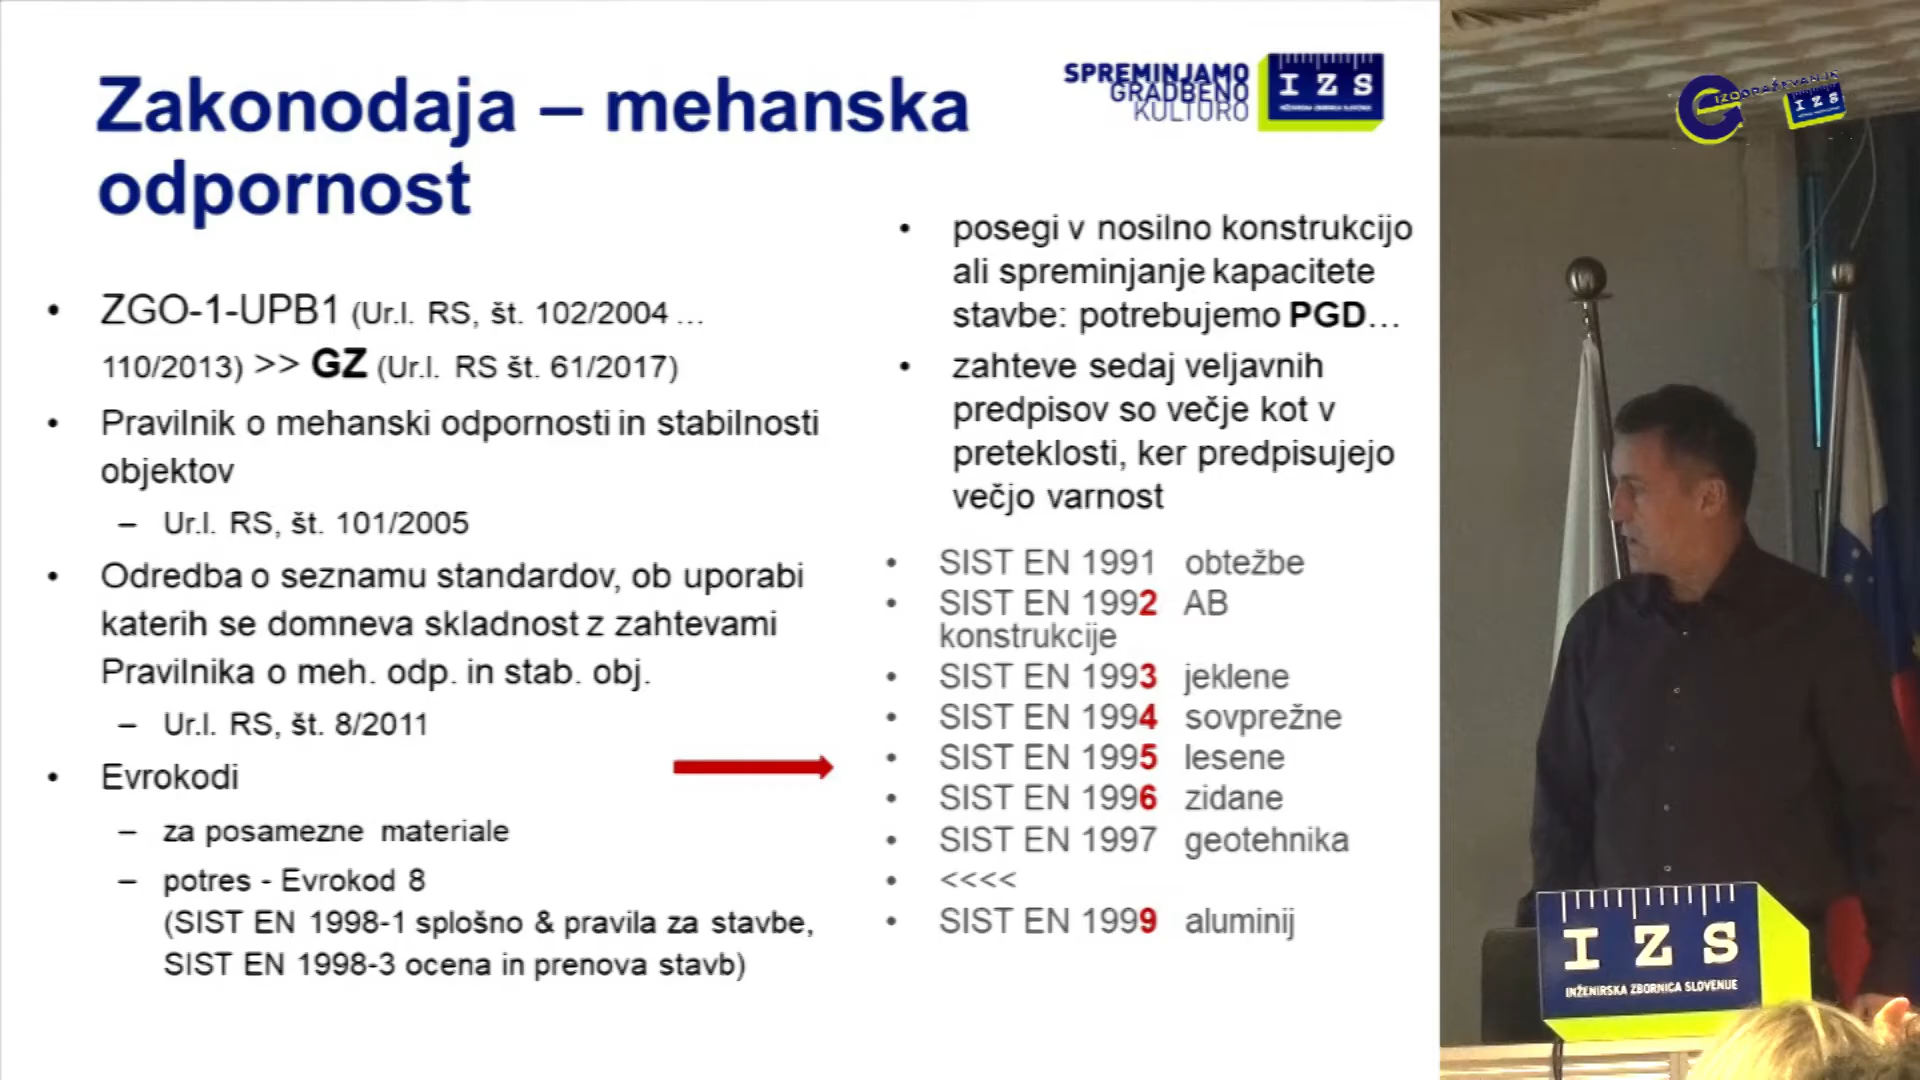 Zakonodaja – mehanska
odpornost
SPREMINJAMO
GRADBENO
KULTURO
IZS
INŽENIRSKA ZBORNICA SLOVENIJE
• ZGO-1-UPB1 (Ur.l. RS, št. 102/2004 …
110/2013) >> GZ (Ur.l. RS št. 61/2017)
• Pravilnik o mehanski odpornosti in stabilnosti
objektov
– Ur.l. RS, št. 101/2005
• Odredba o seznamu standardov, ob uporabi
katerih se domneva skladnost z zahtevami
Pravilnika o meh. odp. in stab. obj.
– Ur.l. RS, št. 8/2011
• Evrokodi
– za posamezne materiale
– potres - Evrokod 8
(SIST EN 1998-1 splošno & pravila za stavbe,
SIST EN 1998-3 ocena in prenova stavb)
• posegi v nosilno konstrukcijo
ali spreminjanje kapacitete
stavbe: potrebujemo PGD…
• zahteve sedaj veljavnih
predpisov so večje kot v
preteklosti, ker predpisujejo
večjo varnost
• SIST EN 1991 obtežbe
• SIST EN 1992 AB
konstrukcije
• SIST EN 1993 jeklene
• SIST EN 1994 sovprežne
• SIST EN 1995 lesene
• SIST EN 1996 zidane
• SIST EN 1997 geotehnika
• <<<<
• SIST EN 1999 aluminij
IZOBRAŽEVANJE
IZS
IZS
INŽENIRSKA ZBORNICA SLOVENIJE